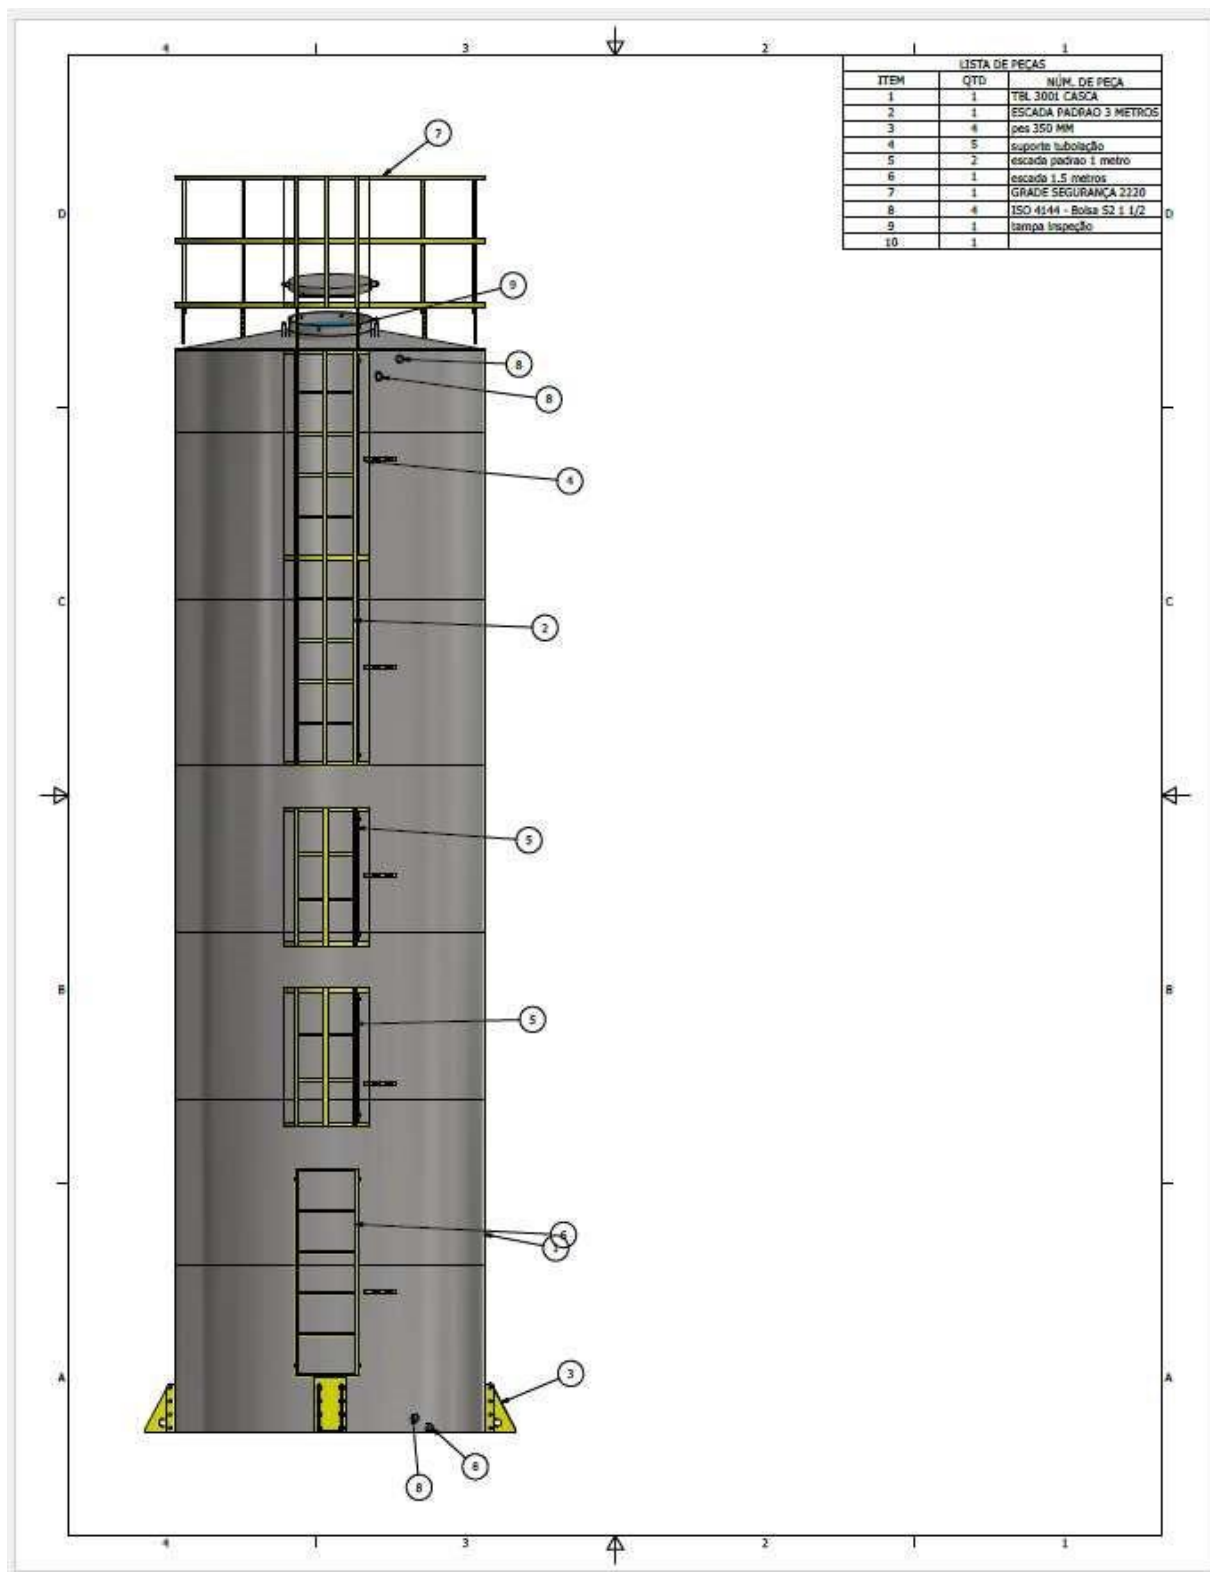 4 3 2 1
LISTA DE PEÇAS
ITEM QTD NÚM. DE PEÇA
1 1 TBL 3001 CASCA
2 1 ESCADA PADRAO 3 METROS
3 4 pes 350 MM
4 5 suporte tubolação
5 2 escada padrao 1 metro
6 1 escada 1.5 metros
7 1 GRADE SEGURANÇA 2220
8 4 ISO 4144 - Bolsa S2 1 1/2
9 1 tampa inspeção
10 1
7
D D
9
8
8
4
C C
2
5
B B
5
6
1
A A
3
8
8
4 3 2 1